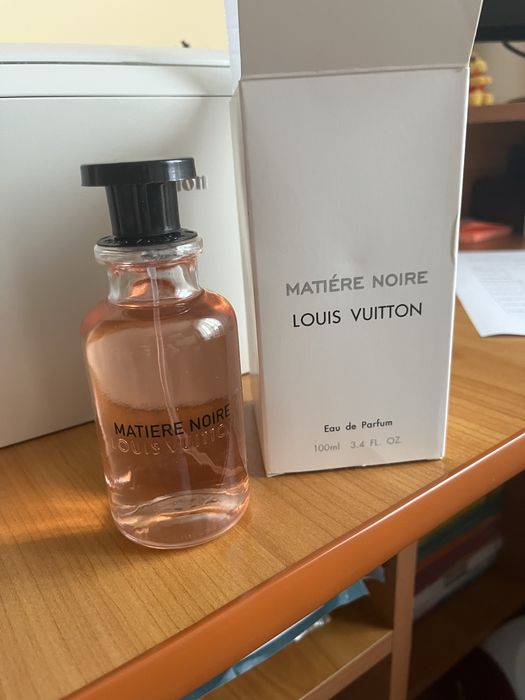 MATIÉRE NOIRE
LOUIS VUITTON
Eau de Parfum
100ml 3.4 FL. OZ.
MATIERE NOIRE
LOUIS VUITTON